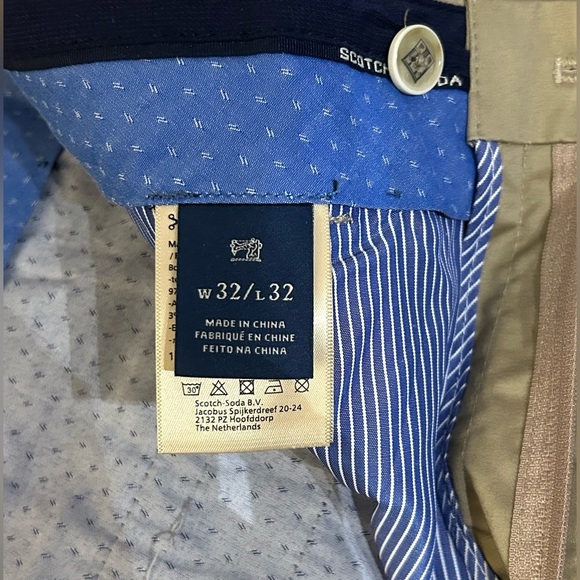 SCOTCH DA
W32/L32
MADE IN CHINA
FABRIQUÉ EN CHINE
FEITO NA CHINA
30°
Scotch-Soda B.V.
Jacobus Spijkerdreef 20-24
2132 PZ Hoofddorp
The Netherlands